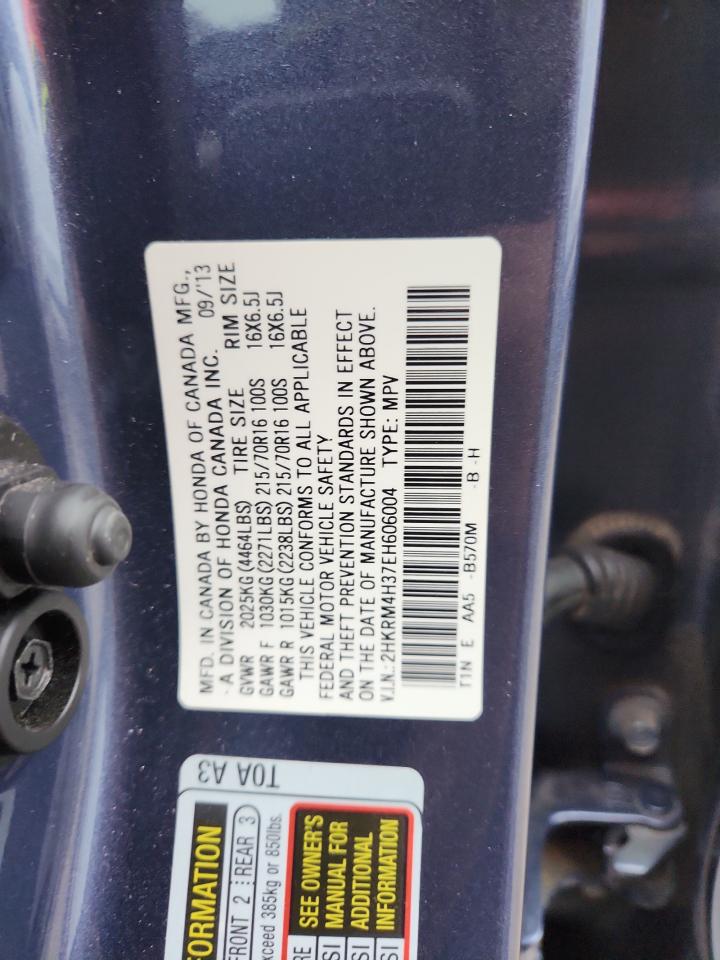 MFD. IN CANADA BY HONDA OF CANADA MFG.,
- A DIVISION OF HONDA CANADA INC. 09/'13
GVWR 2025KG (4464LBS) TIRE SIZE RIM SIZE
GAWR F 1030KG (2271LBS) 215/70R16 100S 16X6.5J
GAWR R 1015KG (2238LBS) 215/70R16 100S 16X6.5J
THIS VEHICLE CONFORMS TO ALL APPLICABLE
FEDERAL MOTOR VEHICLE SAFETY
AND THEFT PREVENTION STANDARDS IN EFFECT
ON THE DATE OF MANUFACTURE SHOWN ABOVE.
V.I.N.: 2HKRM4H37EH606004 TYPE: MPV
T1N E AA5 -B570M -B -H
T0A A3
FORMATION
FRONT 2 REAR 3
xceed 385kg or 850lbs.
SEE OWNER'S
MANUAL FOR
ADDITIONAL
INFORMATION
RE
SI
SI
SI